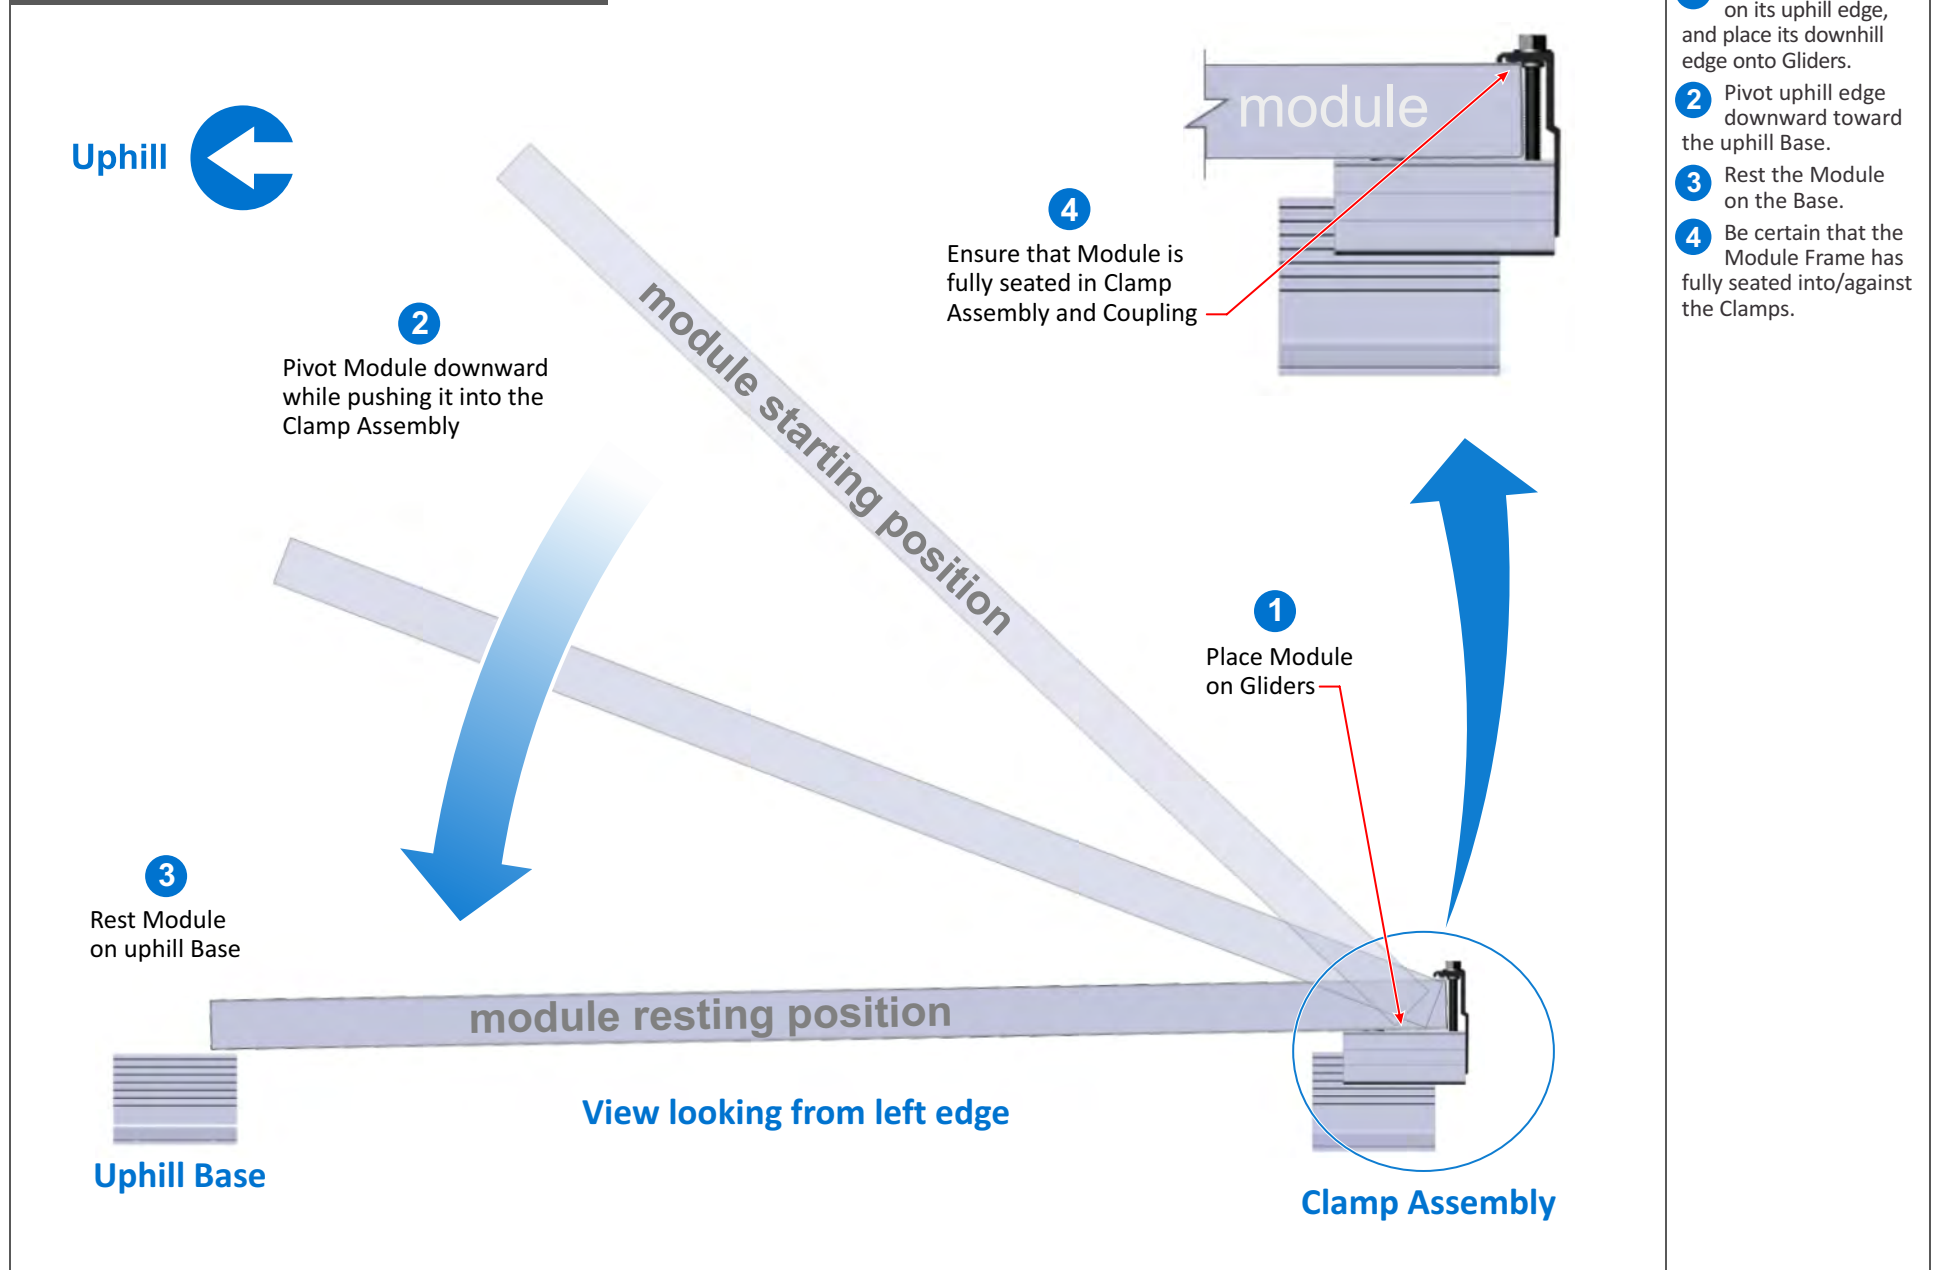 Uphill
module
4
Ensure that Module is
fully seated in Clamp
Assembly and Coupling
2
Pivot Module downward
while pushing it into the
Clamp Assembly
module starting position
1
Place Module
on Gliders
3
Rest Module
on uphill Base
module resting position
View looking from left edge
Uphill Base
Clamp Assembly
on its uphill edge,
and place its downhill
edge onto Gliders.
2 Pivot uphill edge
downward toward
the uphill Base.
3 Rest the Module
on the Base.
4 Be certain that the
Module Frame has
fully seated into/against
the Clamps.